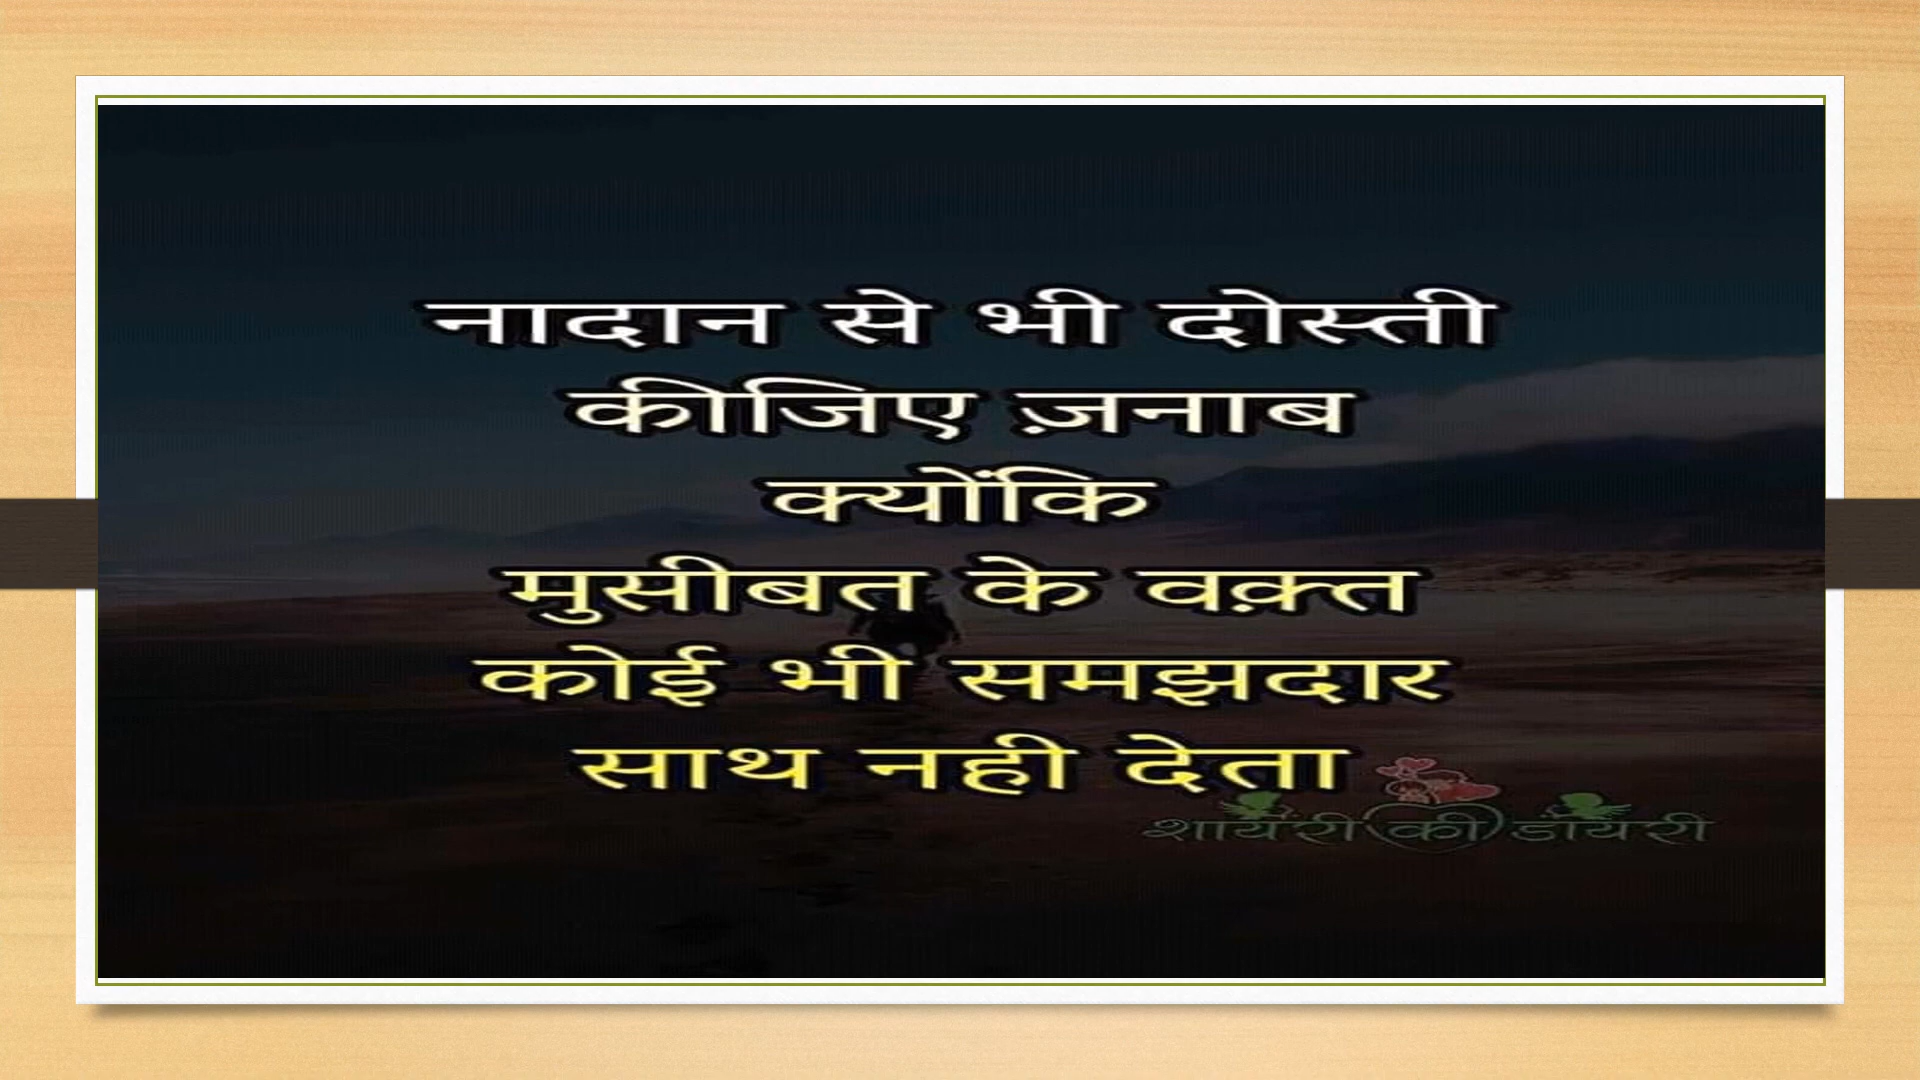 नादान से भी दोस्ती
कीजिए ज़नाब
क्योंकि
मुसीबत के वक़्त
कोई भी समझदार
साथ नही देता
शायरी की डायरी